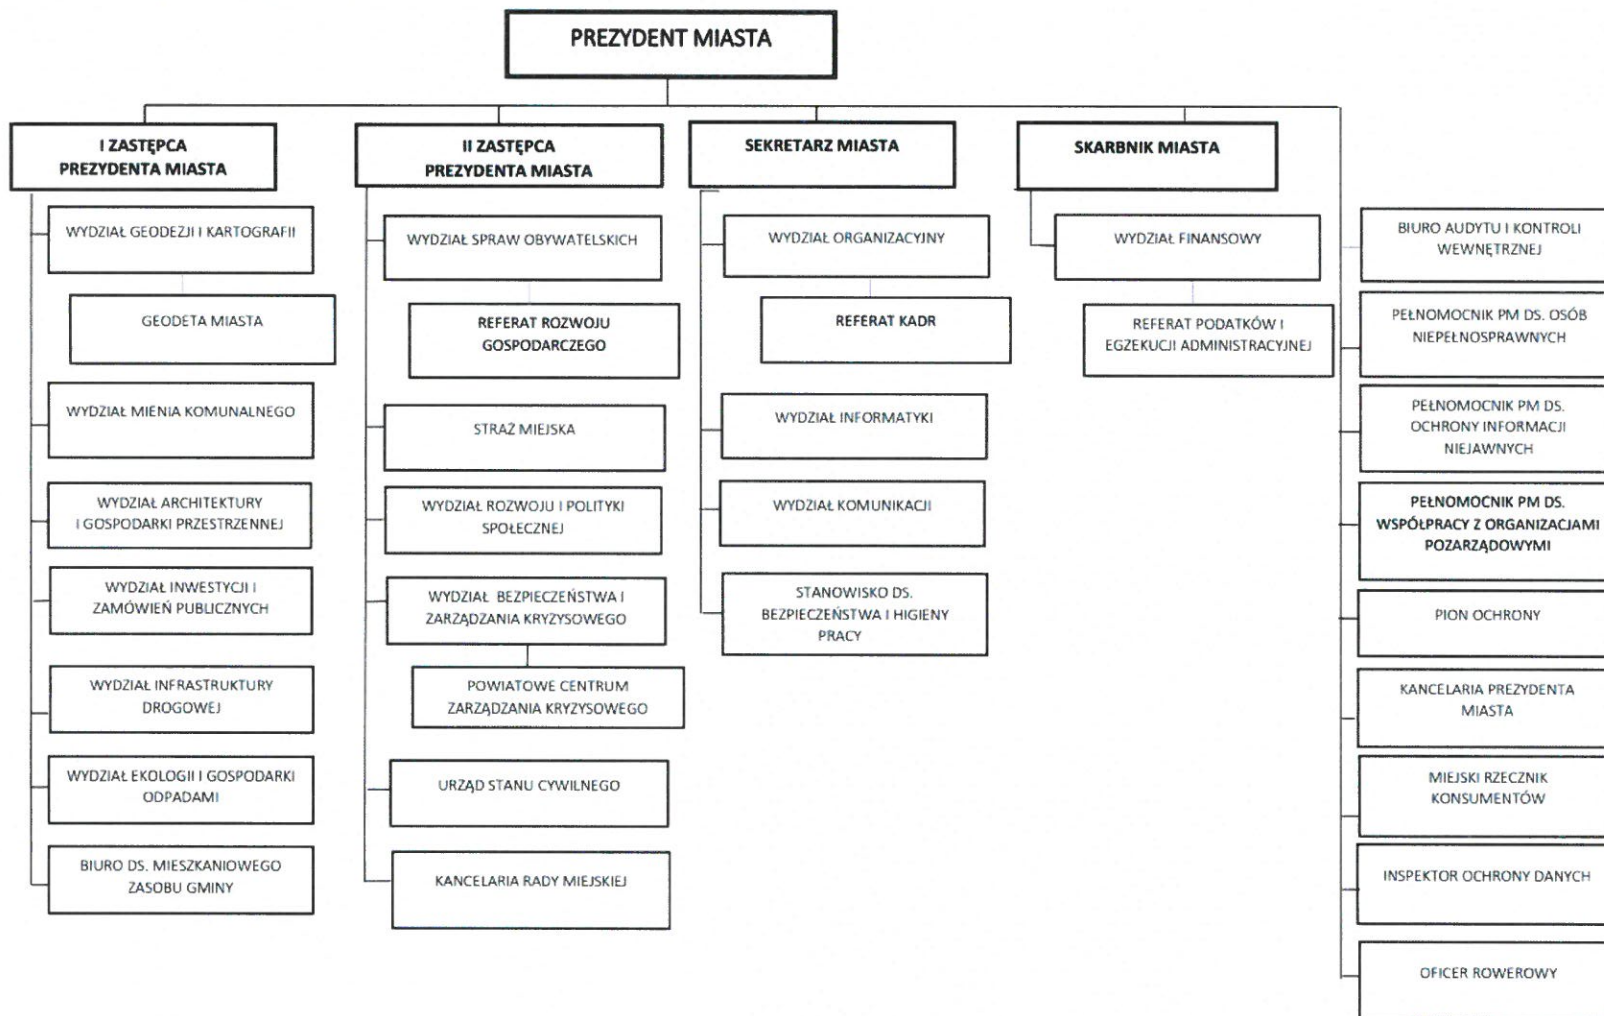 PREZYDENT MIASTA
I ZASTĘPCA
PREZYDENTA MIASTA
WYDZIAŁ GEODEZJI I KARTOGRAFII
GEODETA MIASTA
WYDZIAŁ MIENIA KOMUNALNEGO
WYDZIAŁ ARCHITEKTURY
I GOSPODARKI PRZESTRZENNEJ
WYDZIAŁ INWESTYCJI I
ZAMÓWIEŃ PUBLICZNYCH
WYDZIAŁ INFRASTRUKTURY
DROGOWEJ
WYDZIAŁ EKOLOGII I GOSPODARKI
ODPADAMI
BIURO DS. MIESZKANIOWEGO
ZASOBU GMINY
II ZASTĘPCA
PREZYDENTA MIASTA
WYDZIAŁ SPRAW OBYWATELSKICH
REFERAT ROZWOJU
GOSPODARCZEGO
STRAŻ MIEJSKA
WYDZIAŁ ROZWOJU I POLITYKI
SPOŁECZNEJ
WYDZIAŁ BEZPIECZEŃSTWA I
ZARZĄDZANIA KRYZYSOWEGO
POWIATOWE CENTRUM
ZARZĄDZANIA KRYZYSOWEGO
URZĄD STANU CYWILNEGO
KANCELARIA RADY MIEJSKIEJ
SEKRETARZ MIASTA
WYDZIAŁ ORGANIZACYJNY
REFERAT KADR
WYDZIAŁ INFORMATYKI
WYDZIAŁ KOMUNIKACJI
STANOWISKO DS.
BEZPIECZEŃSTWA I HIGIENY
PRACY
SKARBNIK MIASTA
WYDZIAŁ FINANSOWY
REFERAT PODATKÓW I
EGZEKUCJI ADMINISTRACYJNEJ
BIURO AUDYTU I KONTROLI
WEWNĘTRZNEJ
PEŁNOMOCNIK PM DS. OSÓB
NIEPEŁNOSPRAWNYCH
PEŁNOMOCNIK PM DS.
OCHRONY INFORMACJI
NIEJAWNYCH
PEŁNOMOCNIK PM DS.
WSPÓŁPRACY Z ORGANIZACJAMI
POZARZĄDOWYMI
PION OCHRONY
KANCELARIA PREZYDENTA
MIASTA
MIEJSKI RZECZNIK
KONSUMENTÓW
INSPEKTOR OCHRONY DANYCH
OFICER ROWEROWY